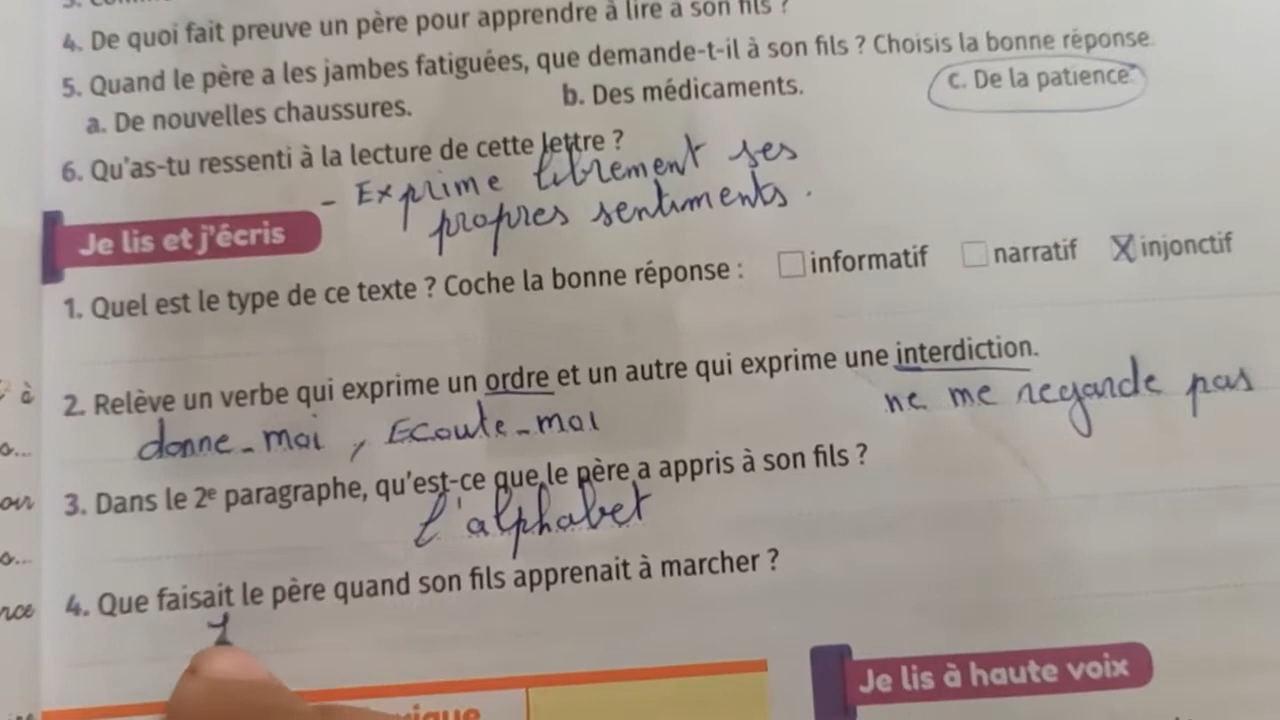 4. De quoi fait preuve un père pour apprendre à lire à son fils ?
5. Quand le père a les jambes fatiguées, que demande-t-il à son fils ? Choisis la bonne réponse.
a. De nouvelles chaussures. b. Des médicaments. c. De la patience.
6. Qu'as-tu ressenti à la lecture de cette lettre ?
- Exprime librement ses
propres sentiments.
Je lis et j'écris
1. Quel est le type de ce texte ? Coche la bonne réponse : informatif narratif X injonctif
2. Relève un verbe qui exprime un ordre et un autre qui exprime une interdiction.
donne-moi, Ecoute-moi ne me regarde pas
3. Dans le 2e paragraphe, qu'est-ce que le père a appris à son fils ?
l'alphabet
4. Que faisait le père quand son fils apprenait à marcher ?
Je lis à haute voix